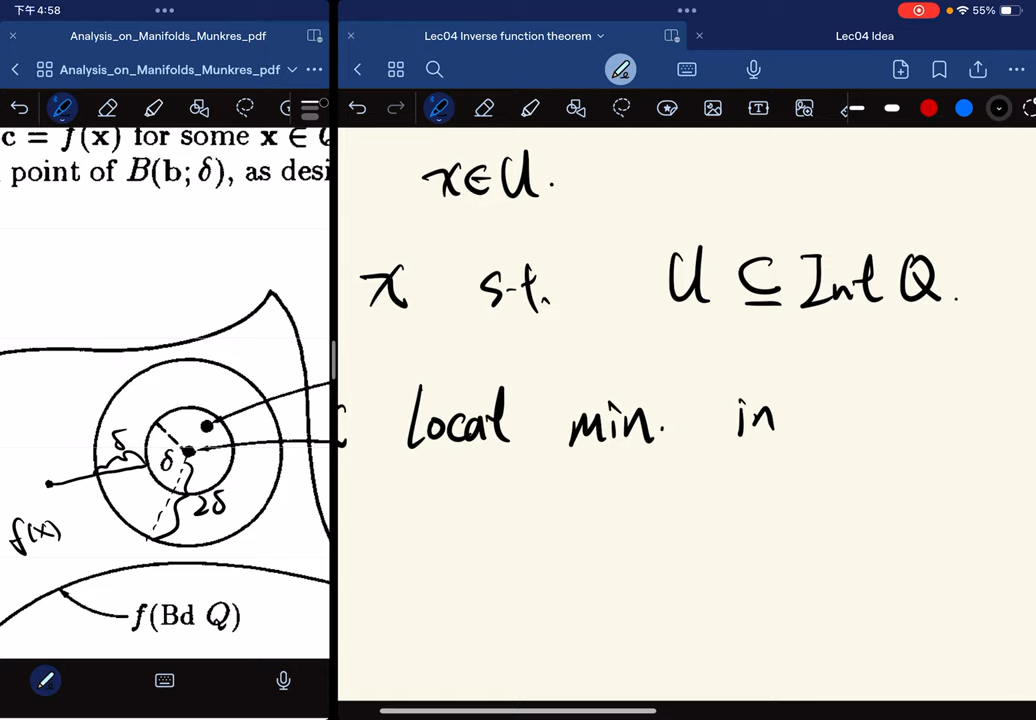 下午4:58
55%
Analysis_on_Manifolds_Munkres_pdf
Lec04 Inverse function theorem
Lec04 Idea
Analysis_on_Manifolds_Munkres_pdf
c = f(x) for some x ∈
point of B(b; δ), as desi
δ
δ
2δ
f(x)
f(Bd Q)
x ∈ U.
x s.t. U ⊆ Int Q.
local min. in